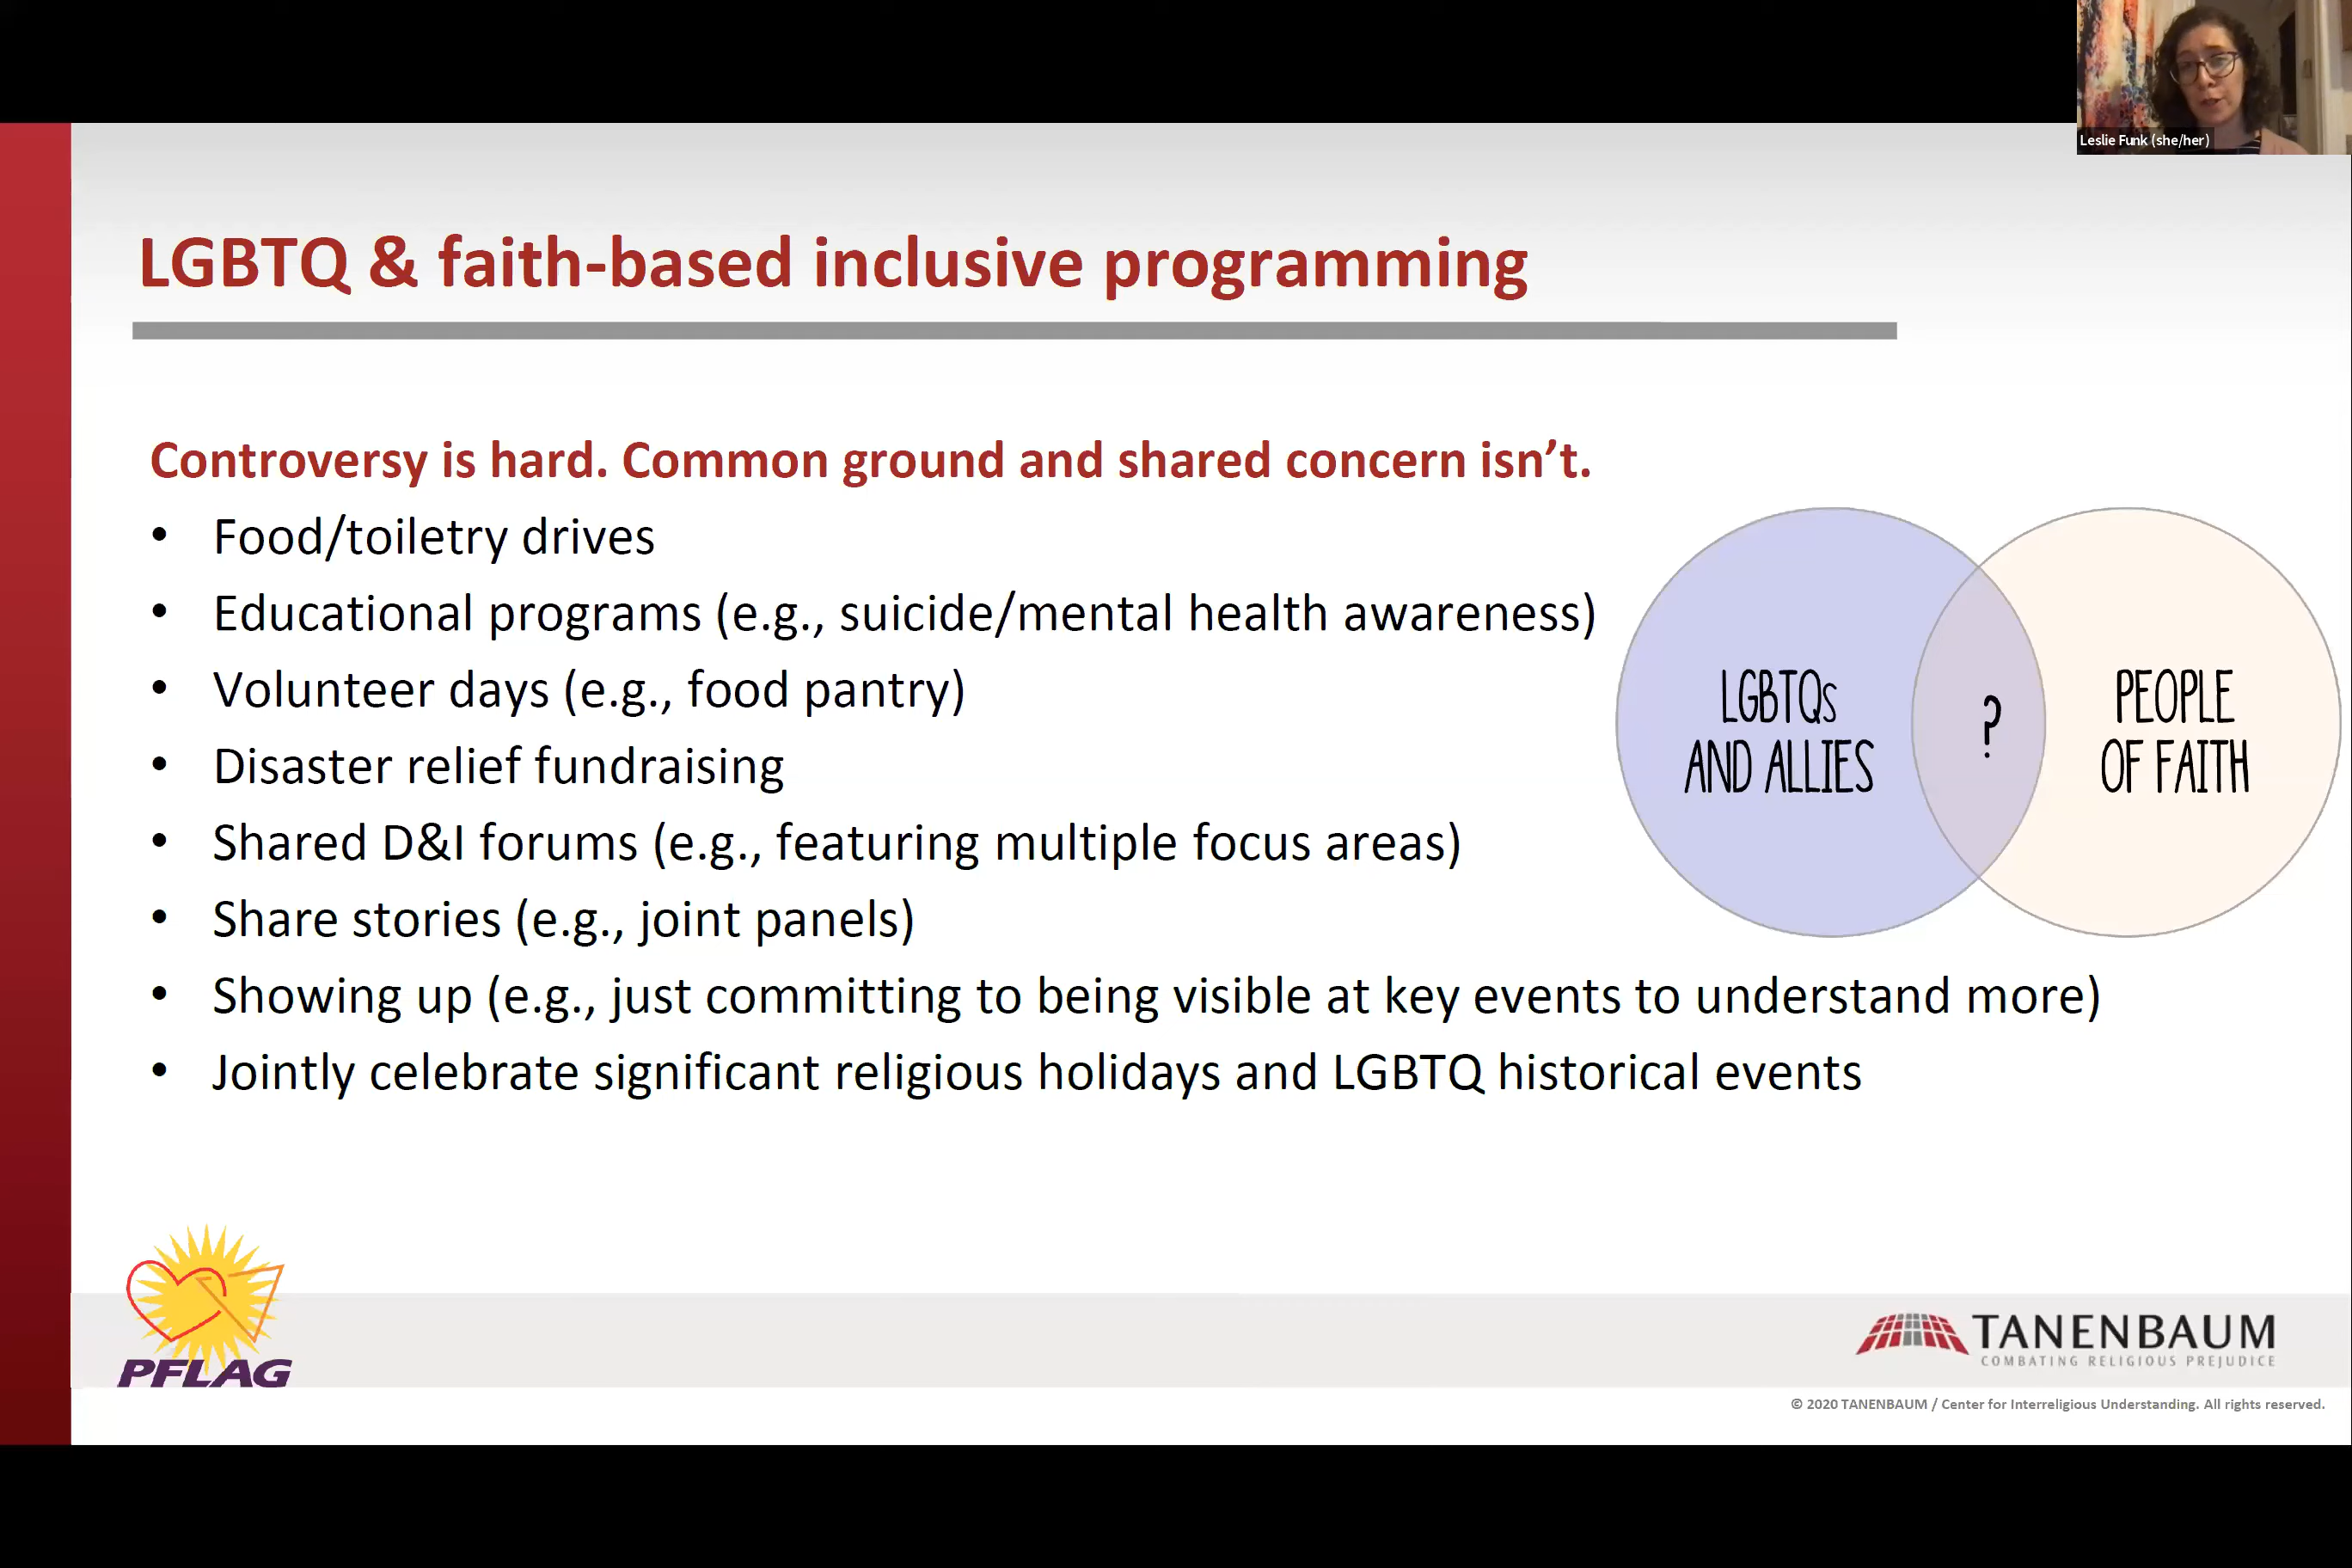 Leslie Funk (she/her)
LGBTQ & faith-based inclusive programming
Controversy is hard. Common ground and shared concern isn’t.
• Food/toiletry drives
• Educational programs (e.g., suicide/mental health awareness)
• Volunteer days (e.g., food pantry)
• Disaster relief fundraising
• Shared D&I forums (e.g., featuring multiple focus areas)
• Share stories (e.g., joint panels)
• Showing up (e.g., just committing to being visible at key events to understand more)
• Jointly celebrate significant religious holidays and LGBTQ historical events
LGBTQs
AND ALLIES
?
PEOPLE
OF FAITH
PFLAG
TANENBAUM
COMBATING RELIGIOUS PREJUDICE
© 2020 TANENBAUM / Center for Interreligious Understanding. All rights reserved.